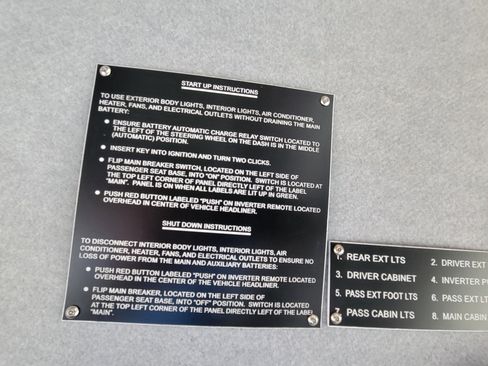 START UP INSTRUCTIONS
TO USE EXTERIOR BODY LIGHTS, INTERIOR LIGHTS, AIR CONDITIONER,
HEATER, FANS, AND ELECTRICAL OUTLETS WITHOUT DRAINING THE MAIN
BATTERY:
● ENSURE BATTERY AUTOMATIC CHARGE RELAY SWITCH LOCATED TO
THE LEFT OF THE STEERING WHEEL ON THE DASH IS IN THE MIDDLE
(AUTOMATIC) POSITION.
● INSERT KEY INTO IGNITION AND TURN TWO CLICKS.
● FLIP MAIN BREAKER SWITCH, LOCATED ON THE LEFT SIDE OF
PASSENGER SEAT BASE, INTO "ON" POSITION. SWITCH IS LOCATED AT
THE TOP LEFT CORNER OF PANEL DIRECTLY LEFT OF THE LABEL
"MAIN". PANEL IS ON WHEN ALL LABELS ARE LIT UP IN GREEN.
● PUSH RED BUTTON LABELED "PUSH" ON INVERTER REMOTE LOCATED
OVERHEAD IN CENTER OF VEHICLE HEADLINER.
SHUT DOWN INSTRUCTIONS
TO DISCONNECT INTERIOR BODY LIGHTS, INTERIOR LIGHTS, AIR
CONDITIONER, HEATER, FANS, AND ELECTRICAL OUTLETS TO ENSURE NO
LOSS OF POWER FROM THE MAIN AND AUXILIARY BATTERIES:
● PUSH RED BUTTON LABELED "PUSH" ON INVERTER REMOTE LOCATED
OVERHEAD IN THE CENTER OF THE VEHICLE HEADLINER.
● FLIP MAIN BREAKER, LOCATED ON THE LEFT SIDE OF
PASSENGER SEAT BASE, INTO "OFF" POSITION. SWITCH IS LOCATED
AT THE TOP LEFT CORNER OF THE PANEL DIRECTLY LEFT OF THE LABEL
"MAIN".
1. REAR EXT LTS 2. DRIVER EXT
3. DRIVER CABINET 4. INVERTER
5. PASS EXT FOOT LTS 6. PASS EXT
7. PASS CABIN LTS 8. MAIN CABIN